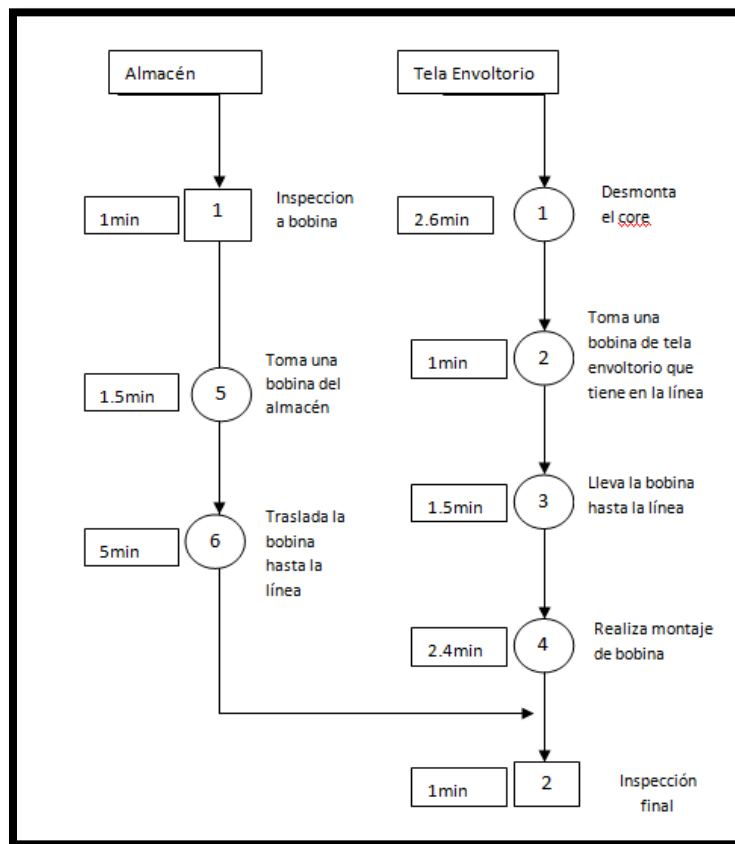 Almacén
Tela Envoltorio
1min
1
Inspeccion
a bobina
2.6min
1
Desmonta
el core
1.5min
5
Toma una
bobina del
almacén
1min
2
Toma una
bobina de tela
envoltorio que
tiene en la línea
5min
6
Traslada la
bobina
hasta la
línea
1.5min
3
Lleva la bobina
hasta la línea
2.4min
4
Realiza montaje
de bobina
1min
2
Inspección
final